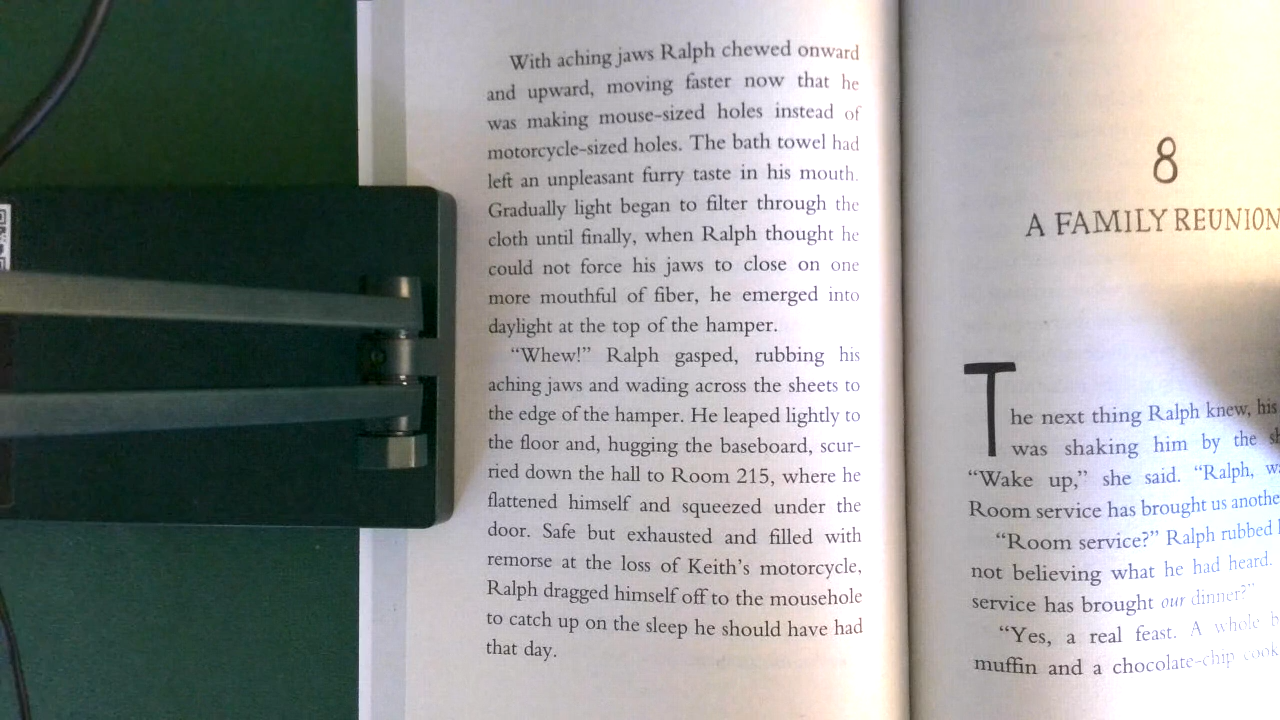 With aching jaws Ralph chewed onward
and upward, moving faster now that he
was making mouse-sized holes instead of
motorcycle-sized holes. The bath towel had
left an unpleasant furry taste in his mouth.
Gradually light began to filter through the
cloth until finally, when Ralph thought he
could not force his jaws to close on one
more mouthful of fiber, he emerged into
daylight at the top of the hamper.
“Whew!” Ralph gasped, rubbing his
aching jaws and wading across the sheets to
the edge of the hamper. He leaped lightly to
the floor and, hugging the baseboard, scur-
ried down the hall to Room 215, where he
flattened himself and squeezed under the
door. Safe but exhausted and filled with
remorse at the loss of Keith’s motorcycle,
Ralph dragged himself off to the mousehole
to catch up on the sleep he should have had
that day.
8
A FAMILY REUNION
The next thing Ralph knew, his
was shaking him by the
“Wake up,” she said. “Ralph,
Room service has brought us
“Room service?” Ralph rubbed
not believing what he had heard.
service has brought our dinner?”
“Yes, a real feast. A whole
muffin and a chocolate-chip